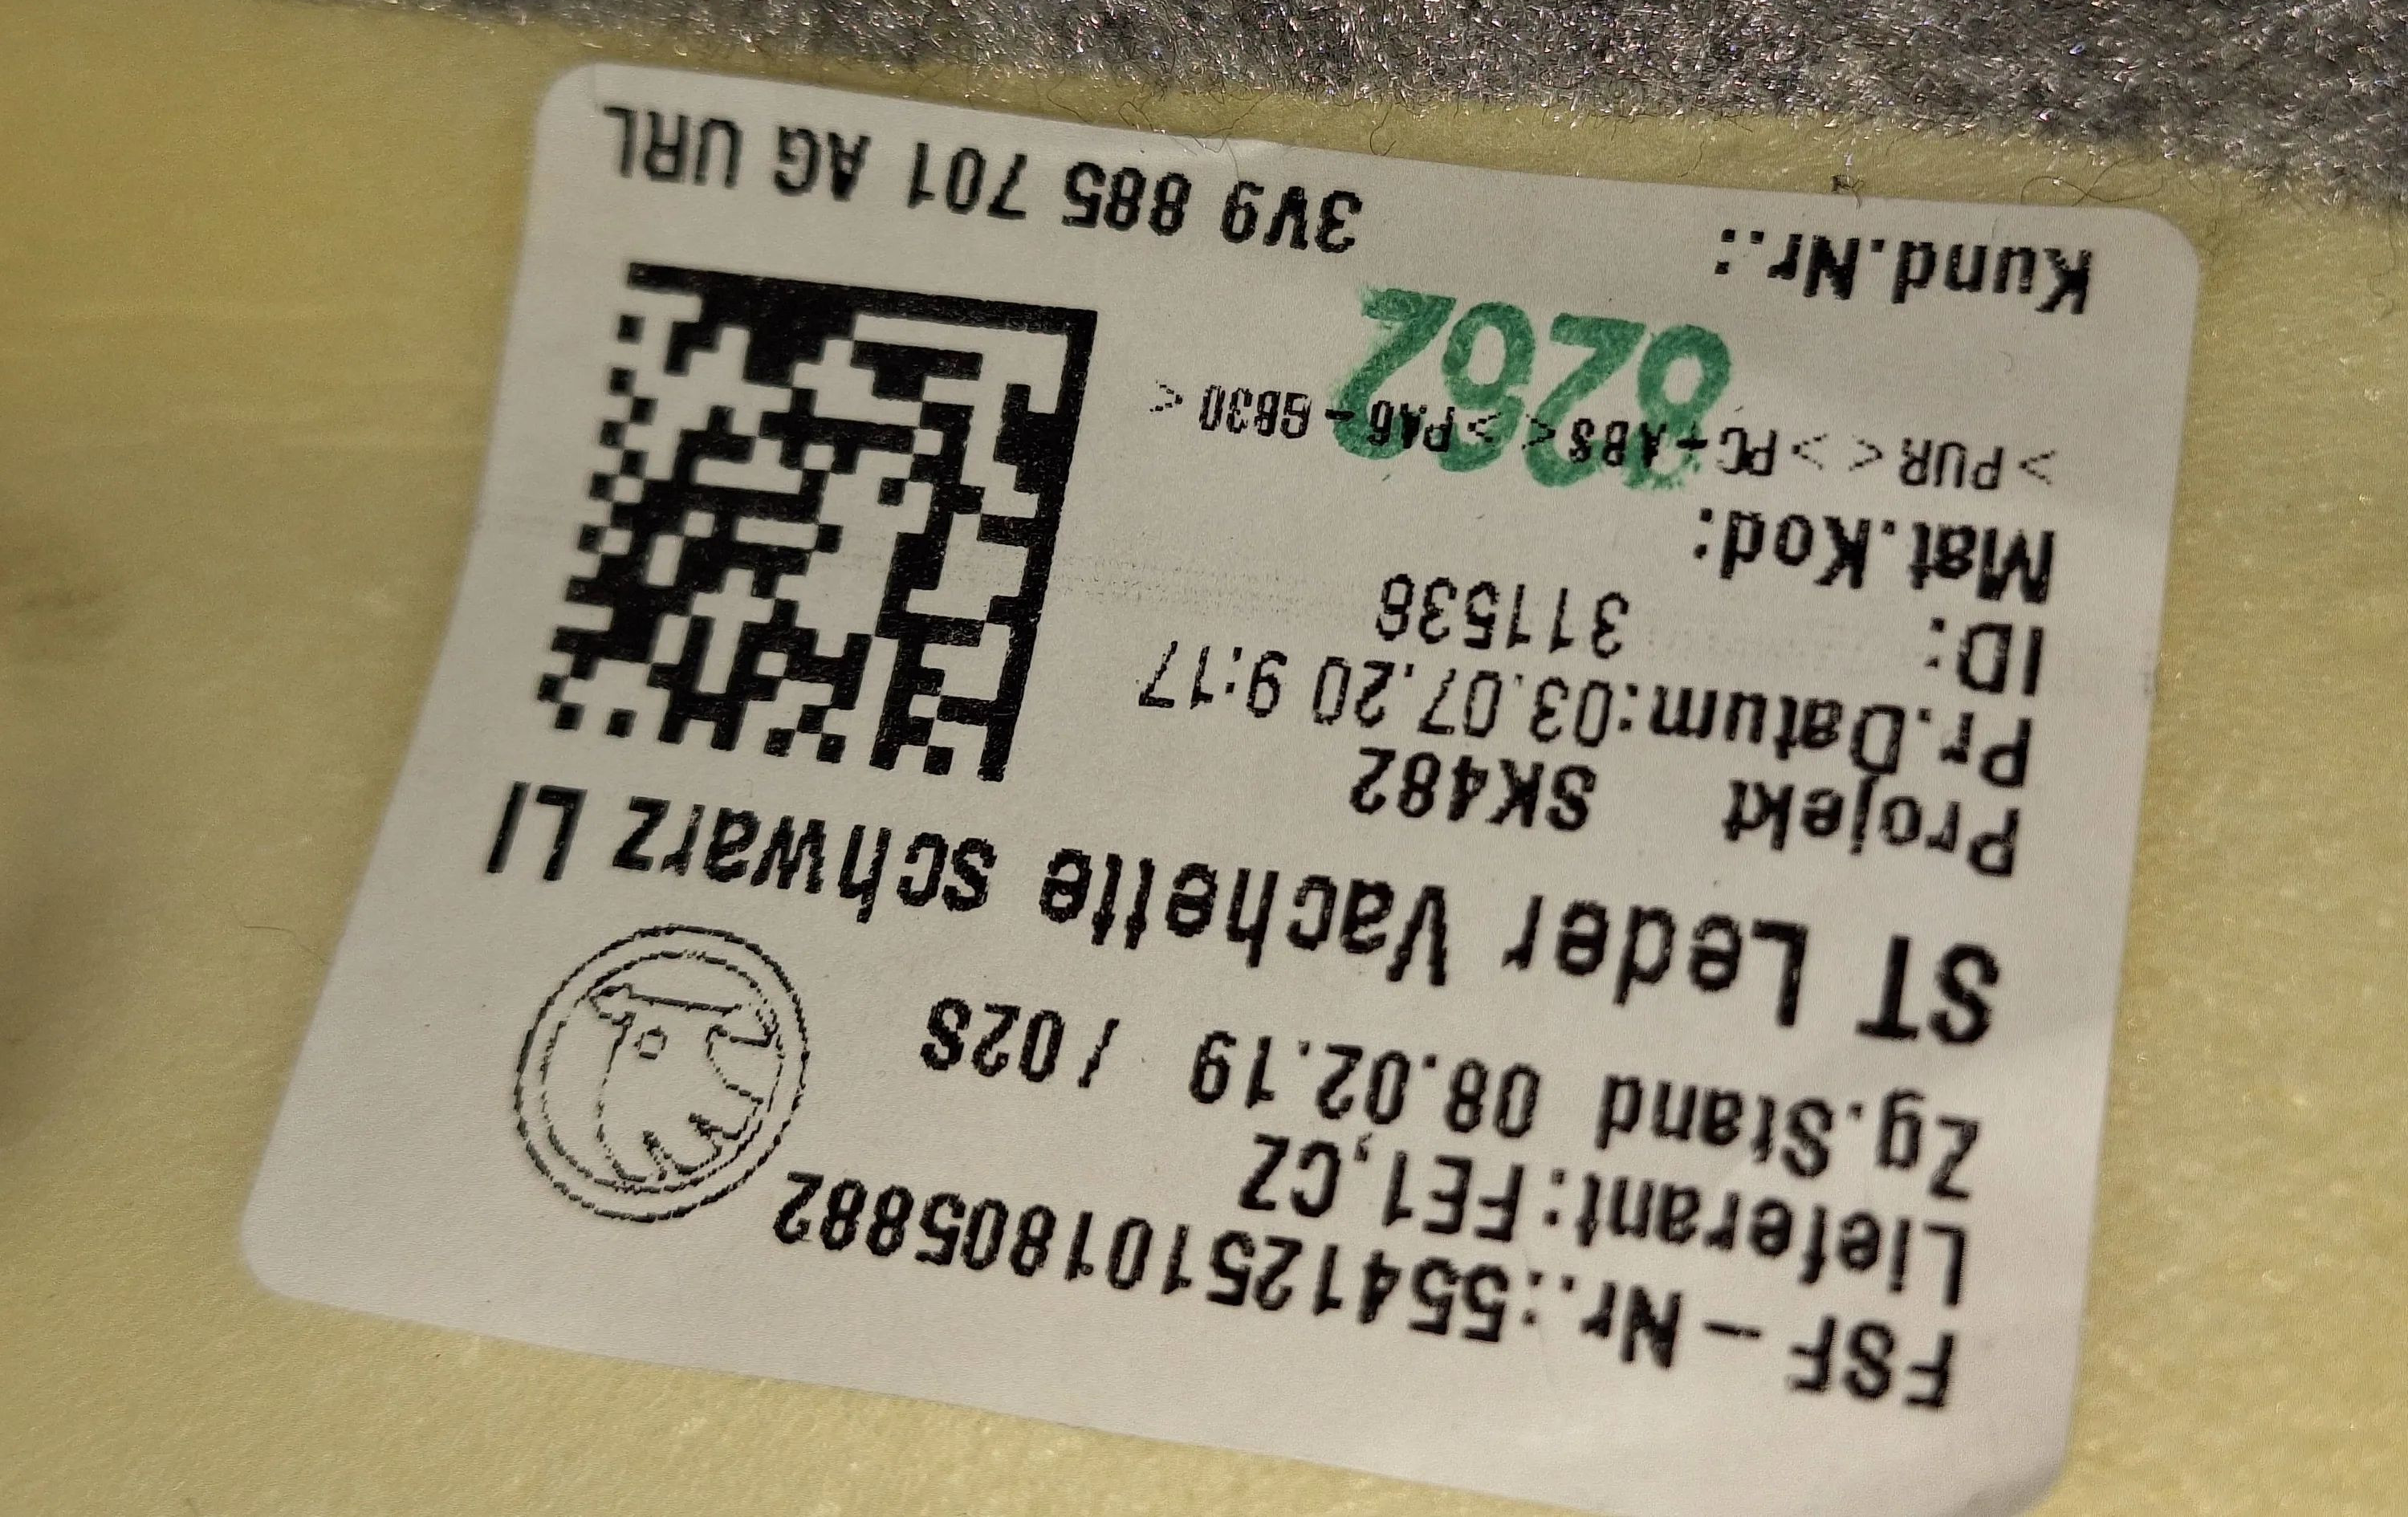 FSF-Nr.:554125101805882
Lieferant:FE1,CZ
Zg.Stand 08.02.19 / 02S
ST Leder Vachette schwarz LI
Projekt SK482
Pr.Datum:03.07.20 9:17
ID: 311538
Mat.Kod:
>PUR< >PC+ABS< >PA6-GB30<
Kund.Nr.: 3V9 885 701 AG URL